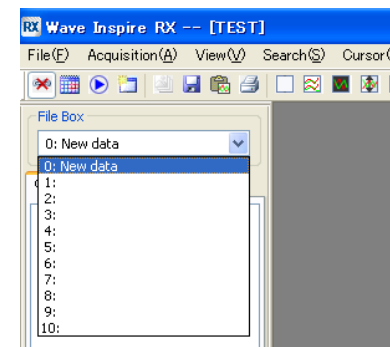 RX Wave Inspire RX -- [TEST]
File(F) Acquisition(A) View(V) Search(S) Cursor(
File Box
0: New data
0: New data
1:
2:
3:
4:
5:
6:
7:
8:
9:
10: